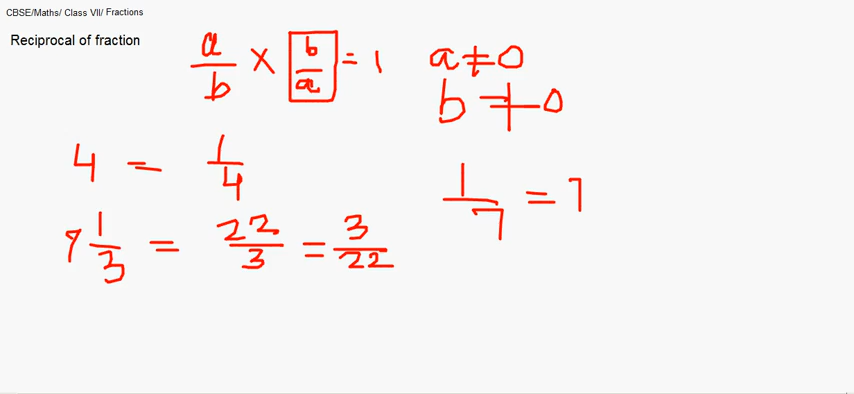 CBSE/Maths/ Class VII/ Fractions
Reciprocal of fraction
a/b × b/a = 1 a≠0
b ≠ 0
4 = 1/4
1/7 = 7
7 1/3 = 22/3 = 3/22